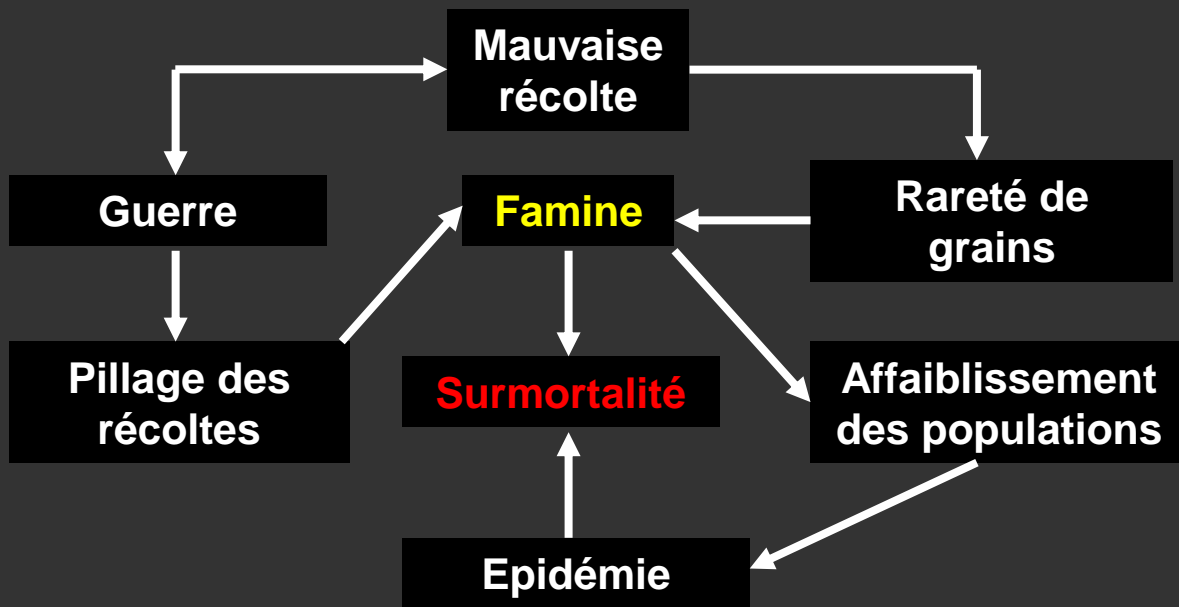 Mauvaise
récolte
Guerre
Famine
Rareté de
grains
Pillage des
récoltes
Surmortalité
Affaiblissement
des populations
Epidémie